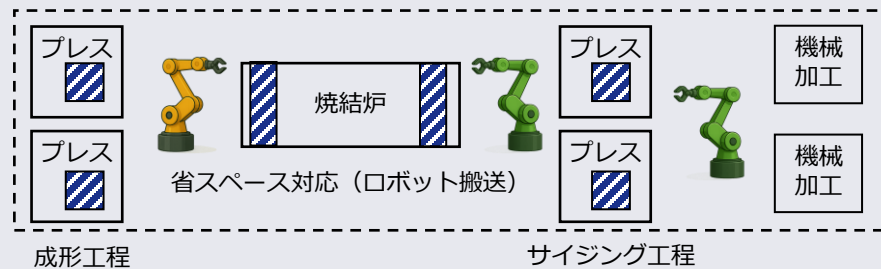 プレス
焼結炉
プレス
機械
加工
プレス
省スペース対応（ロボット搬送）
プレス
機械
加工
成形工程
サイジング工程